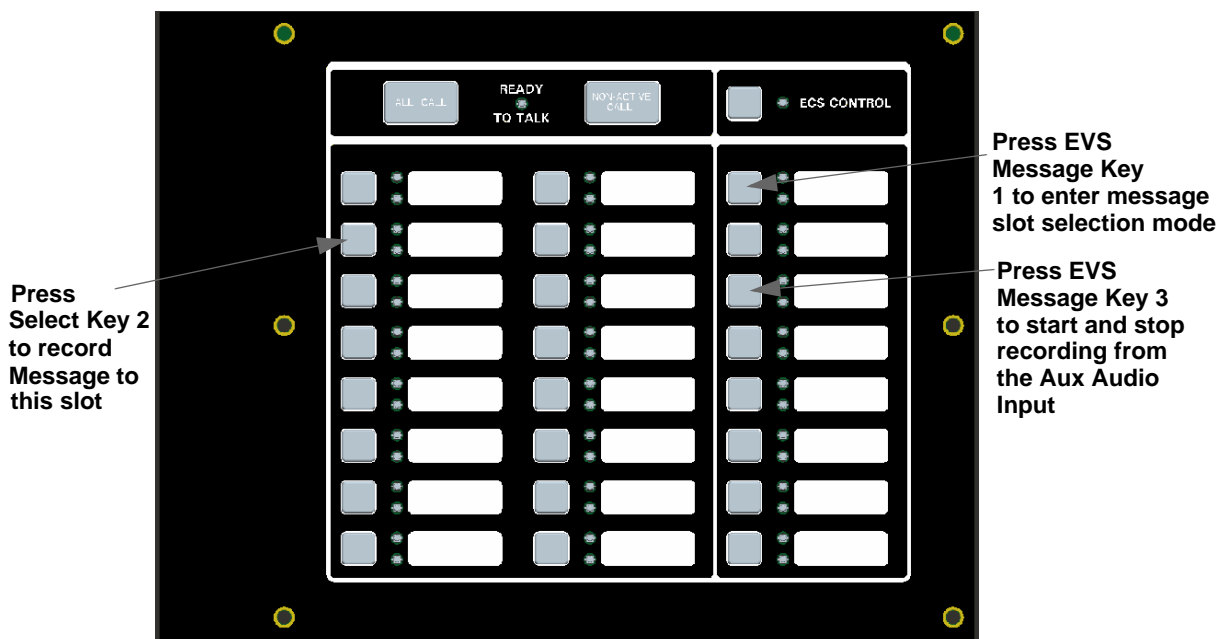 ALL CALL
READY
TO TALK
NON-ACTIVE
CALL
ECS CONTROL
Press EVS
Message Key
1 to enter message
slot selection mode
Press EVS
Message Key 3
to start and stop
recording from
the Aux Audio
Input
Press
Select Key 2
to record
Message to
this slot